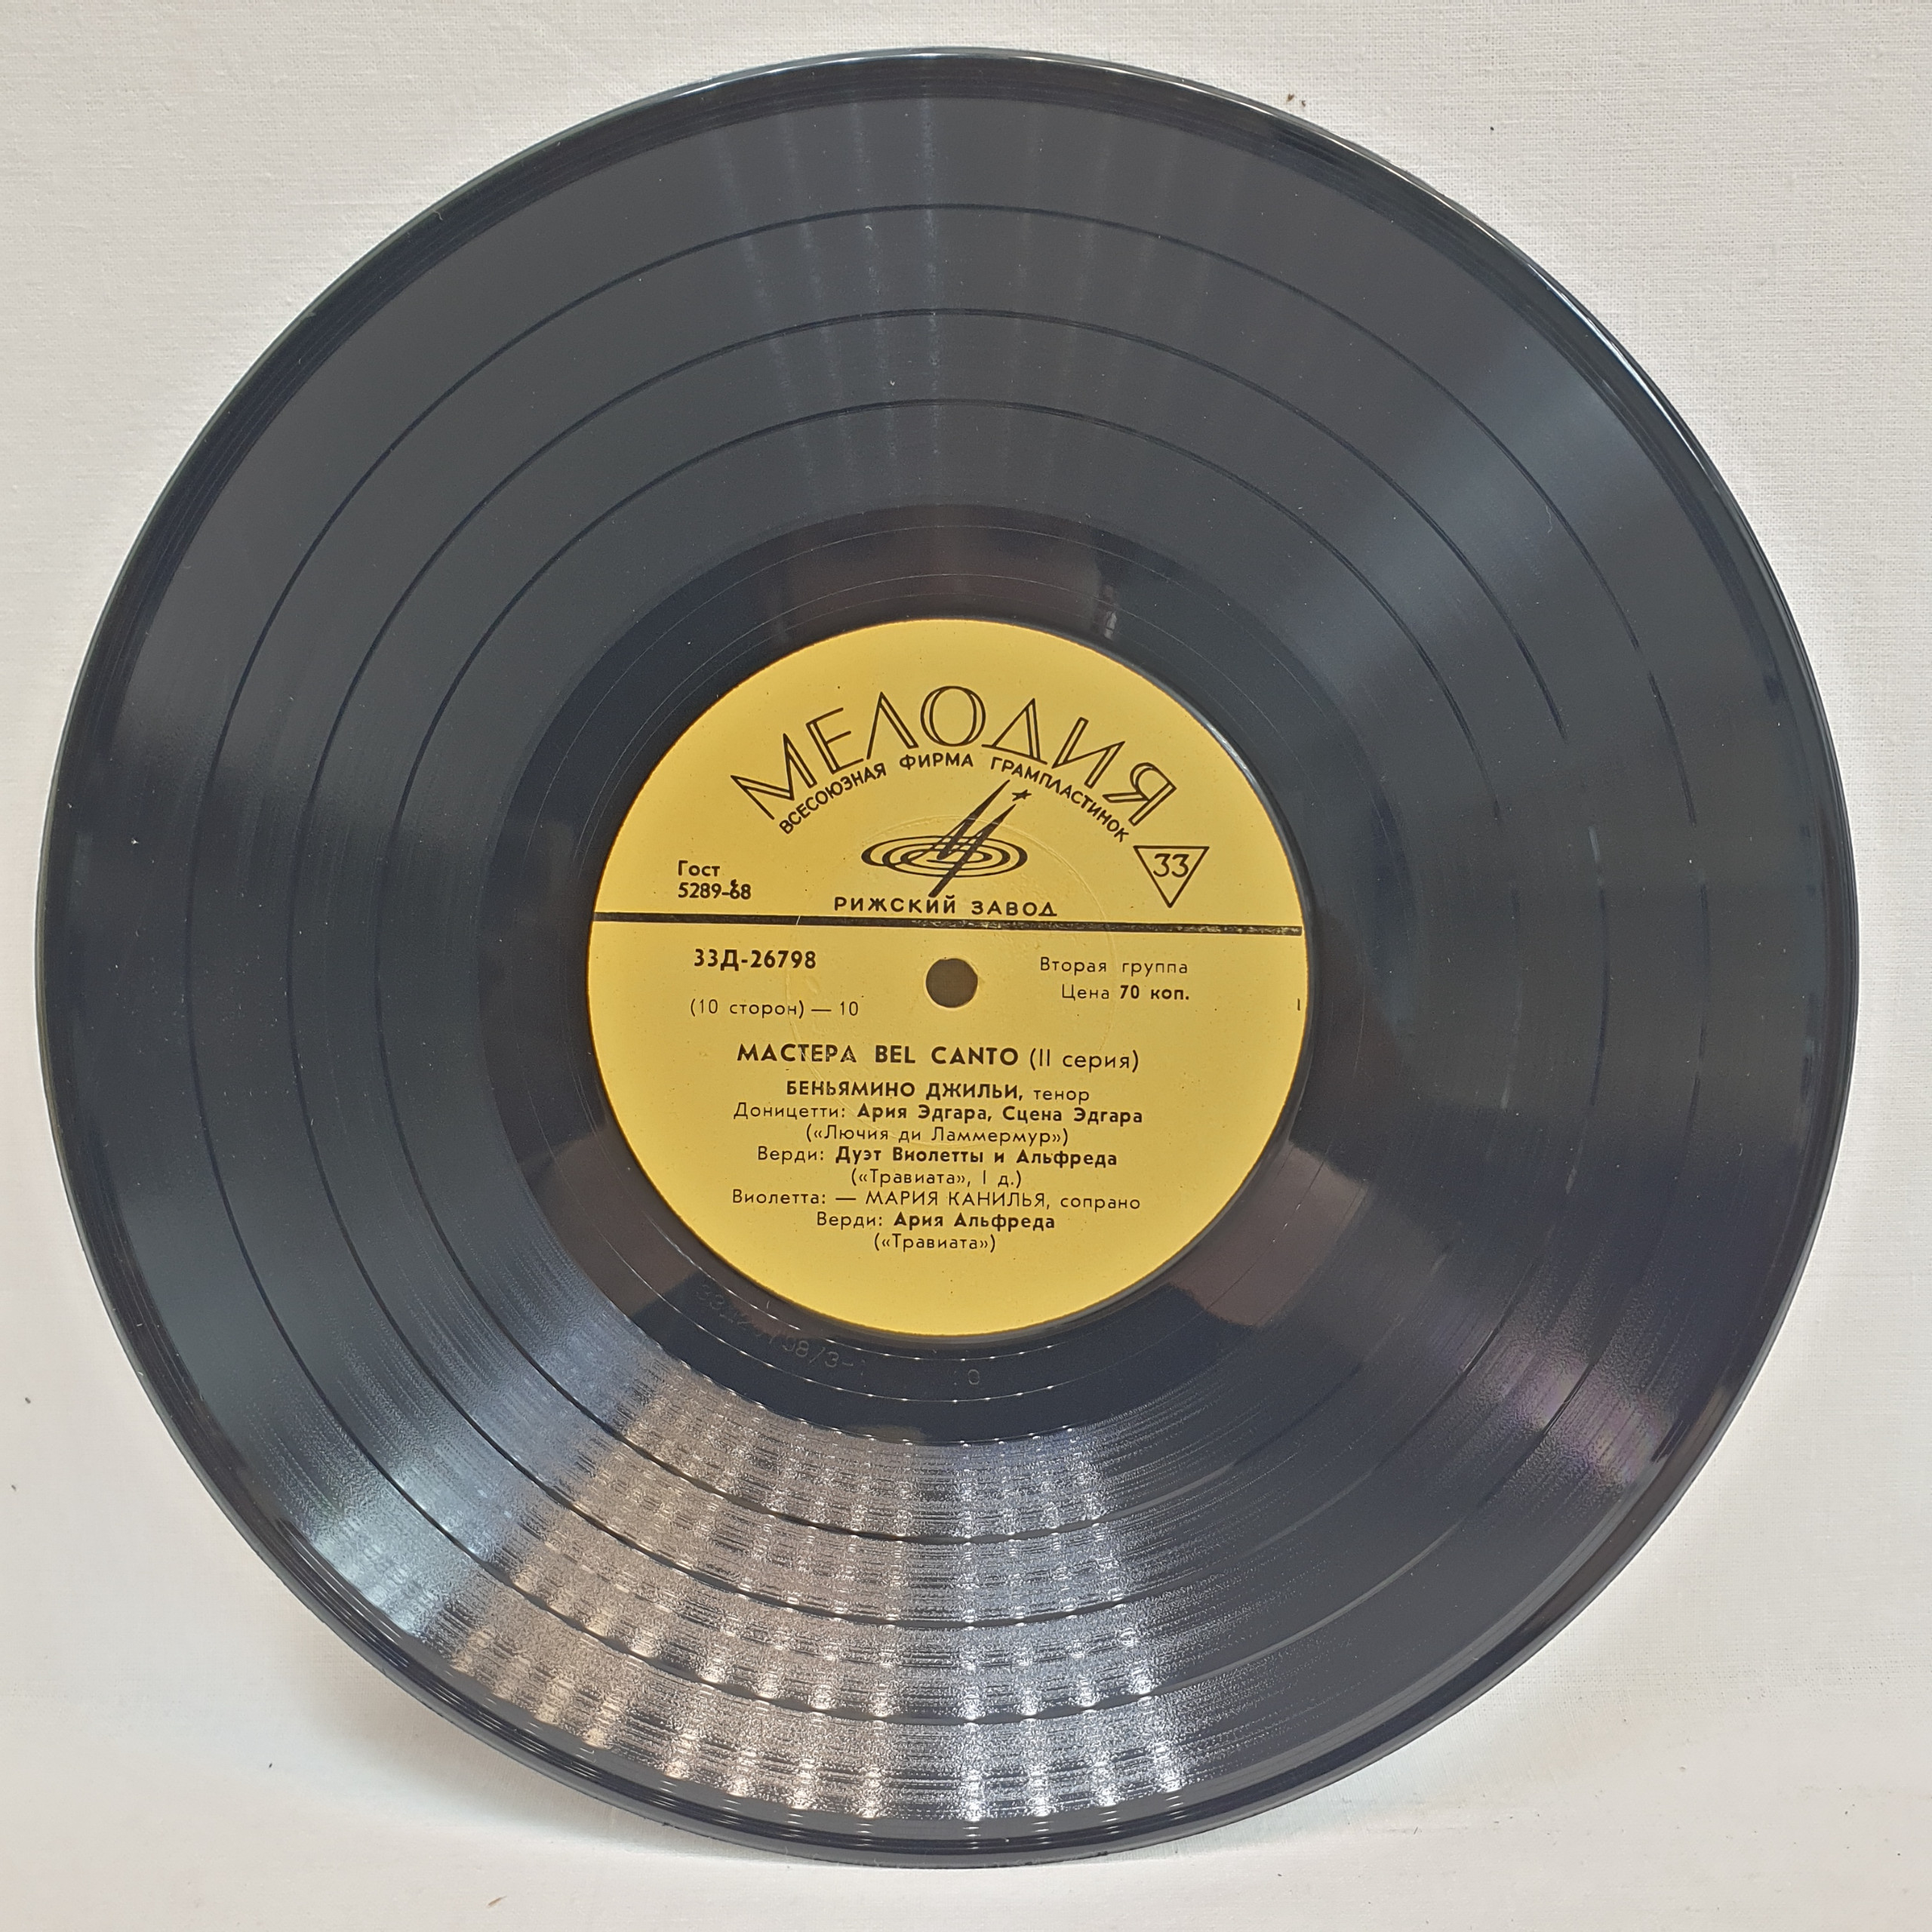 МЕЛОДИЯ
ВСЕСОЮЗНАЯ ФИРМА ГРАМПЛАСТИНОК
33
Гост
5289-68
РИЖСКИЙ ЗАВОД
33Д-26798
(10 сторон) — 10
Вторая группа
Цена 70 коп.
МАСТЕРА BEL CANTO (II серия)
БЕНЬЯМИНО ДЖИЛЬИ, тенор
Доницетти: Ария Эдгара, Сцена Эдгара
(«Лючия ди Ламмермур»)
Верди: Дуэт Виолетты и Альфреда
(«Травиата», I д.)
Виолетта: — МАРИЯ КАНИЛЬЯ, сопрано
Верди: Ария Альфреда
(«Травиата»)